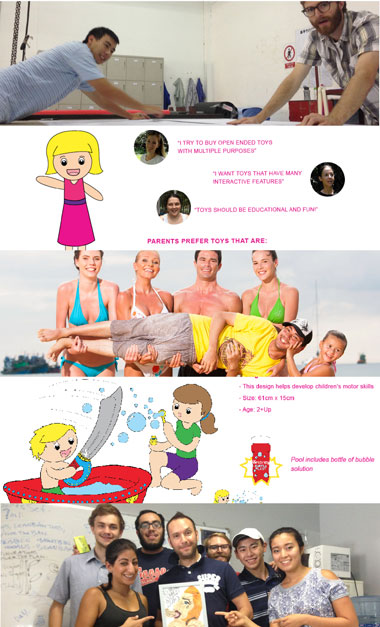 "I TRY TO BUY OPEN ENDED TOYS
WITH MULTIPLE PURPOSES"
"I WANT TOYS THAT HAVE MANY
INTERACTIVE FEATURES"
"TOYS SHOULD BE EDUCATIONAL AND FUN!"
PARENTS PREFER TOYS THAT ARE:
- This design helps develop children's motor skills
- Size: 61cm x 15cm
- Age: 2+Up
Pool includes bottle of bubble
solution